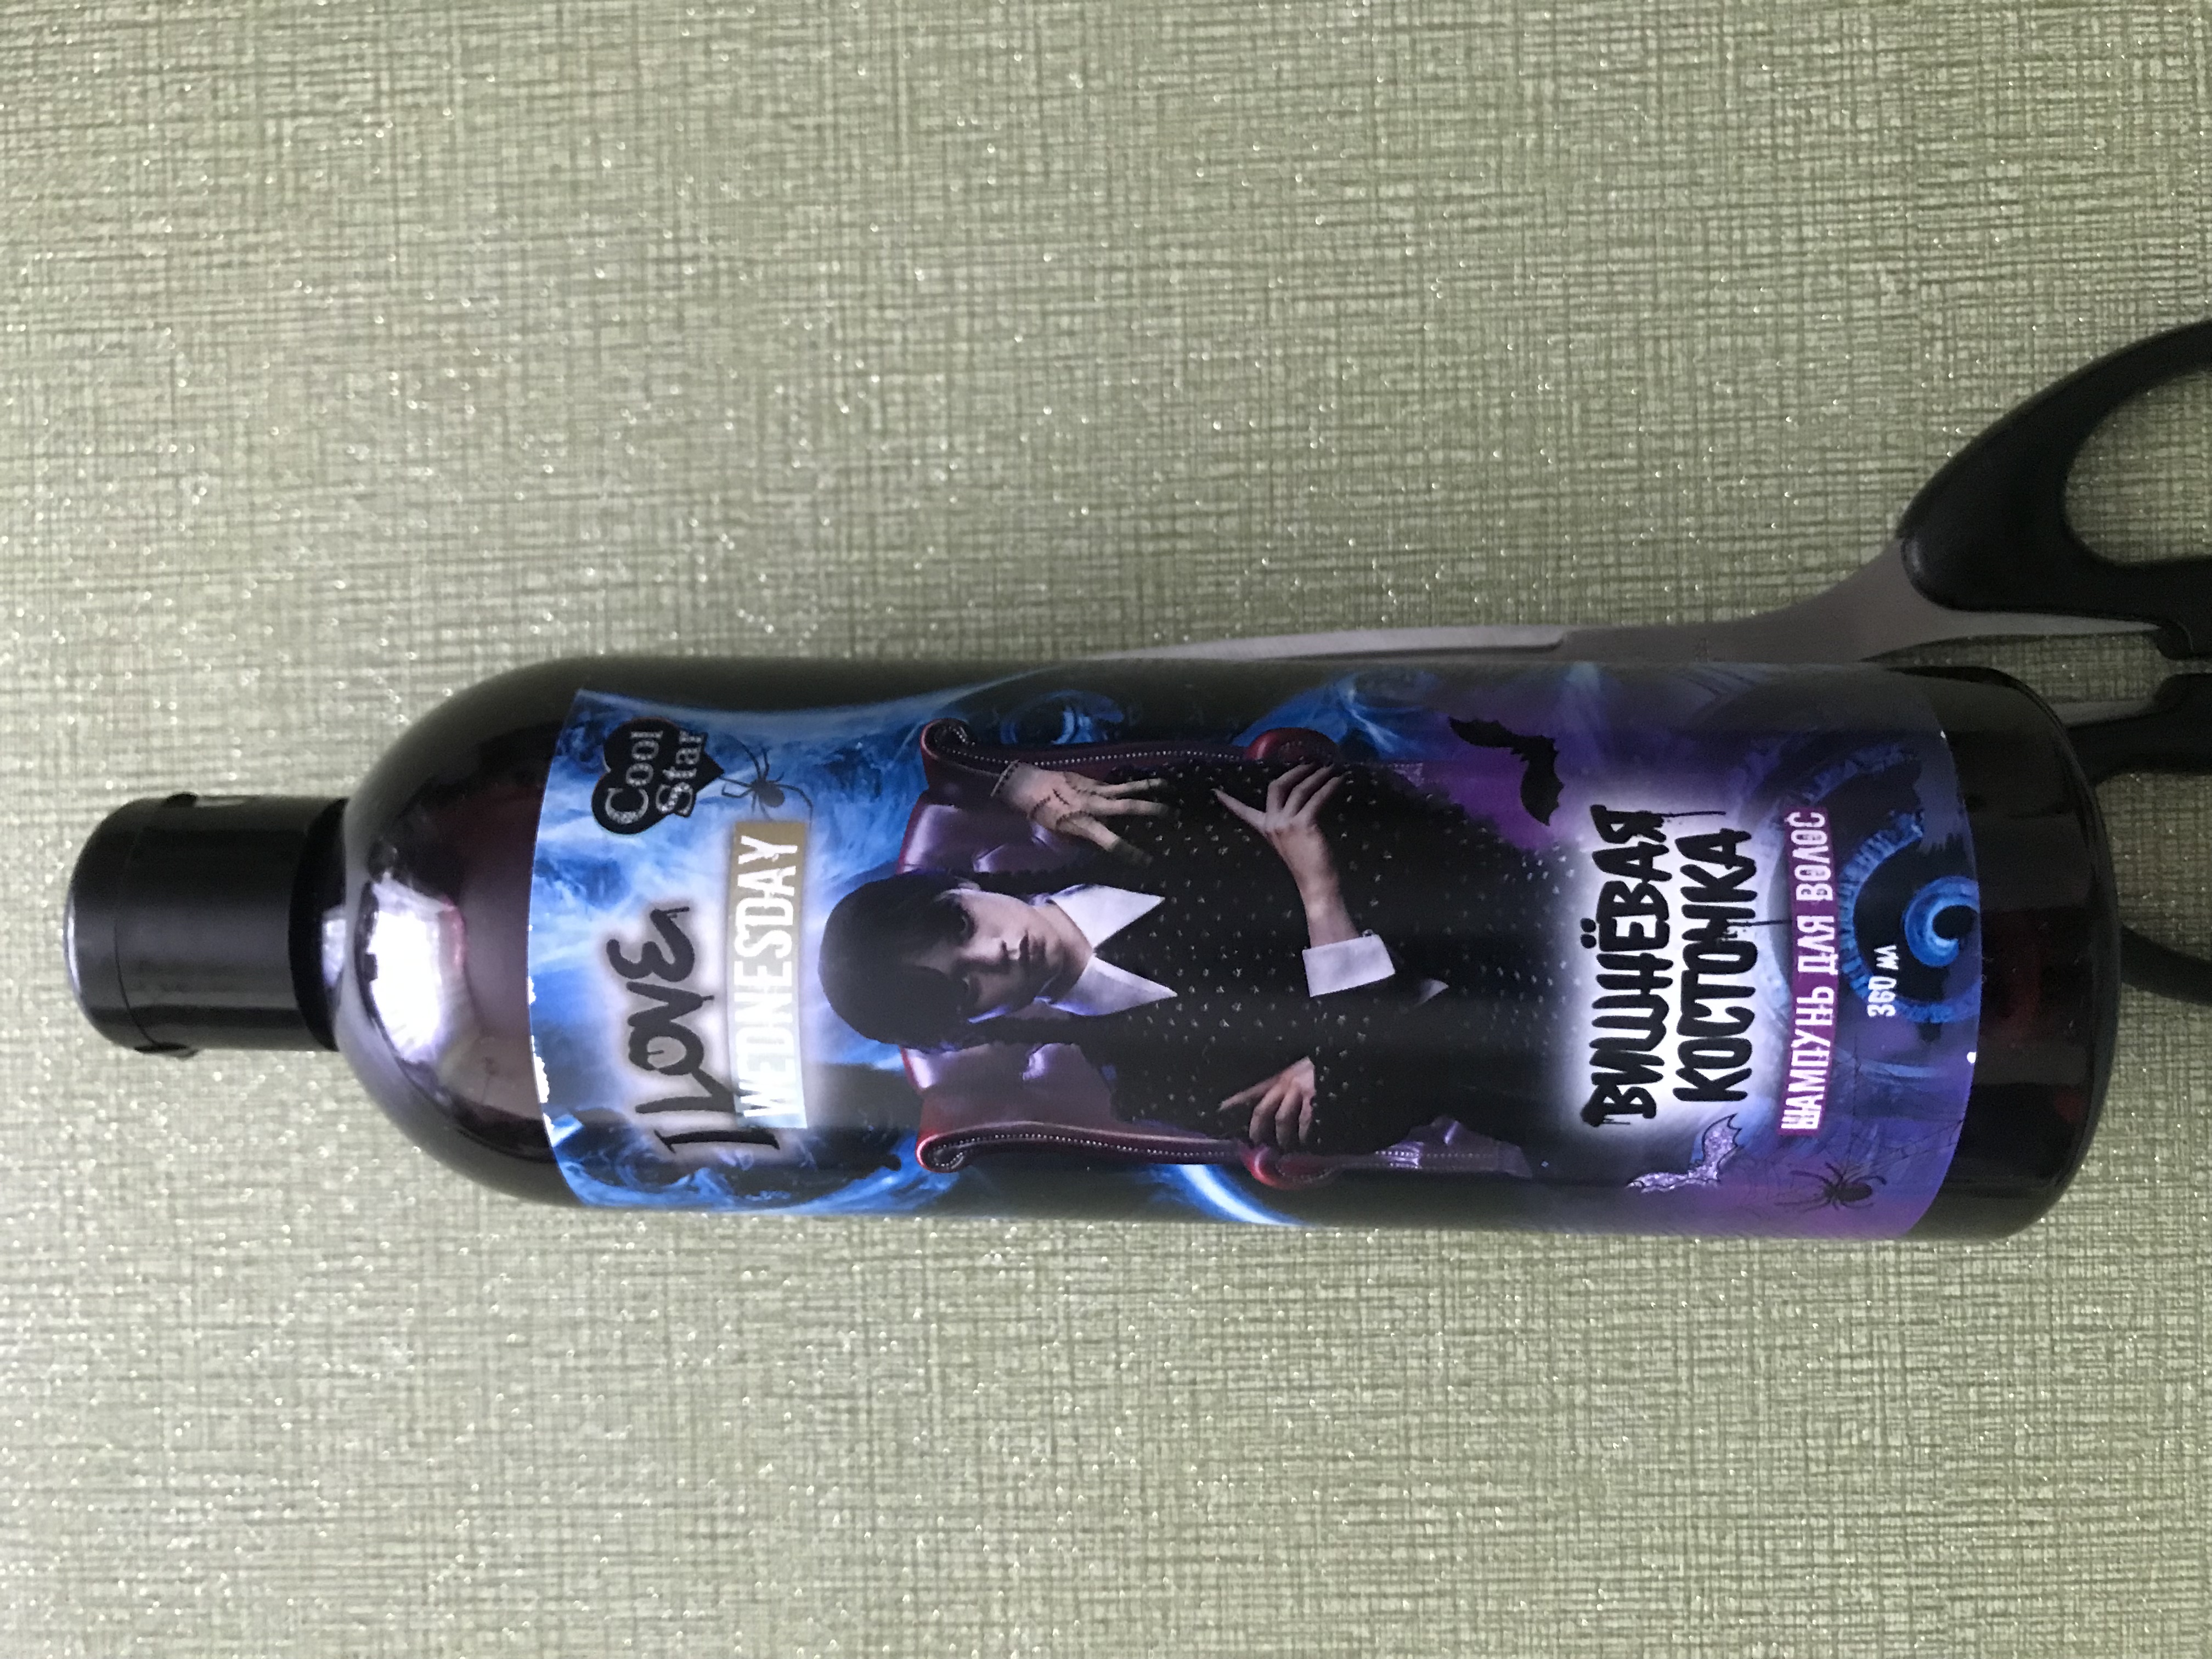 Cool
Star
I LOVE
WEDNESDAY
ВИШНЁВАЯ
КОСТОЧКА
ШАМПУНЬ ДЛЯ ВОЛОС
360 мл